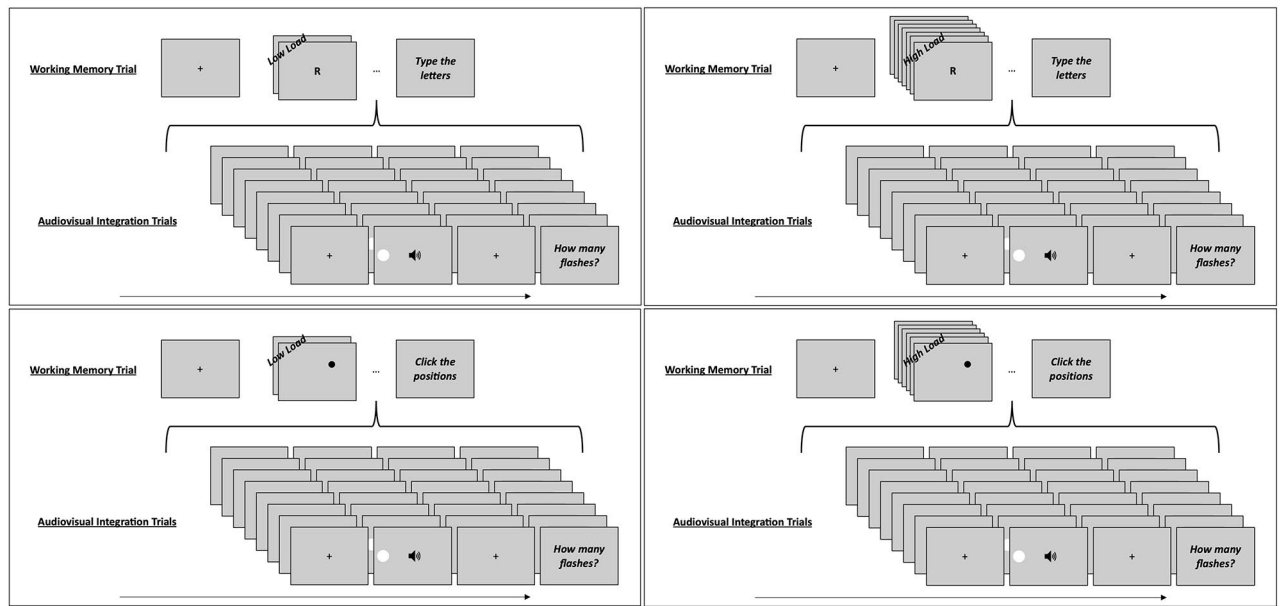 Working Memory Trial
+
Low Load
R
...
Type the
letters
Audiovisual Integration Trials
+
+
How many
flashes?
Working Memory Trial
+
High Load
R
...
Type the
letters
Audiovisual Integration Trials
+
+
How many
flashes?
Working Memory Trial
+
Low Load
...
Click the
positions
Audiovisual Integration Trials
+
+
How many
flashes?
Working Memory Trial
+
High Load
...
Click the
positions
Audiovisual Integration Trials
+
+
How many
flashes?